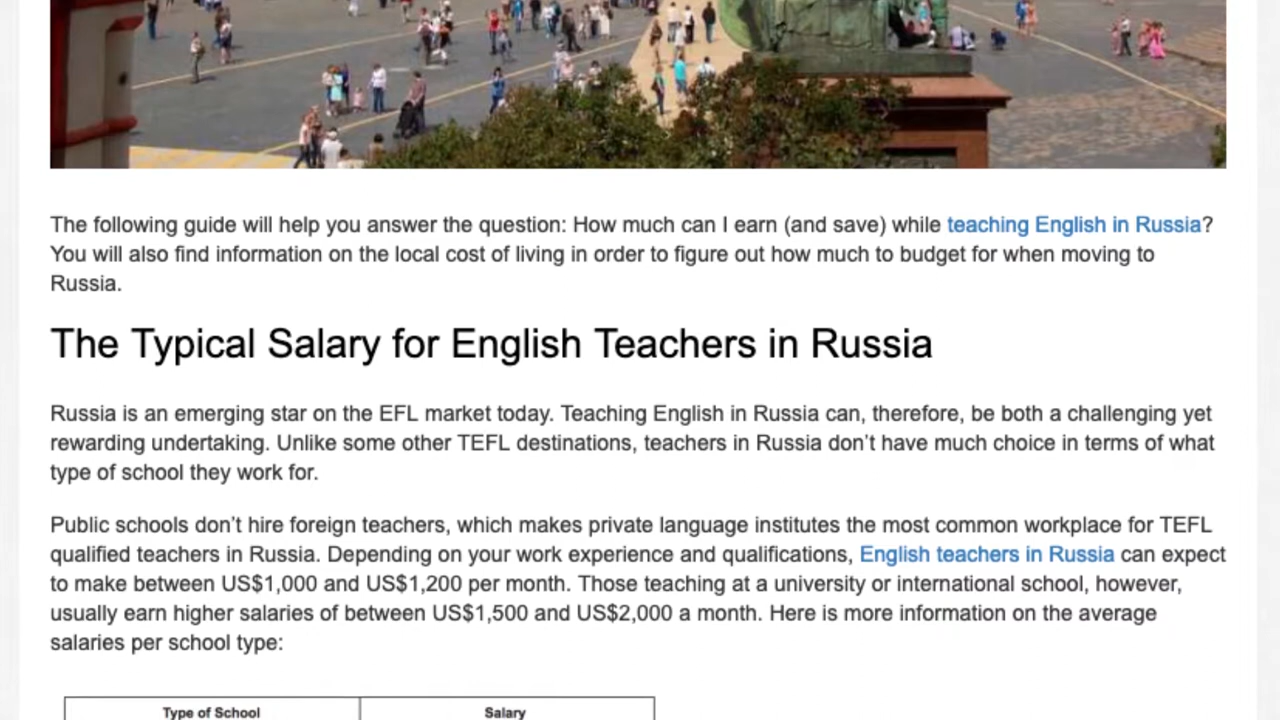 The following guide will help you answer the question: How much can I earn (and save) while teaching English in Russia?
You will also find information on the local cost of living in order to figure out how much to budget for when moving to
Russia.
The Typical Salary for English Teachers in Russia
Russia is an emerging star on the EFL market today. Teaching English in Russia can, therefore, be both a challenging yet
rewarding undertaking. Unlike some other TEFL destinations, teachers in Russia don't have much choice in terms of what
type of school they work for.
Public schools don't hire foreign teachers, which makes private language institutes the most common workplace for TEFL
qualified teachers in Russia. Depending on your work experience and qualifications, English teachers in Russia can expect
to make between US$1,000 and US$1,200 per month. Those teaching at a university or international school, however,
usually earn higher salaries of between US$1,500 and US$2,000 a month. Here is more information on the average
salaries per school type:
Type of School Salary